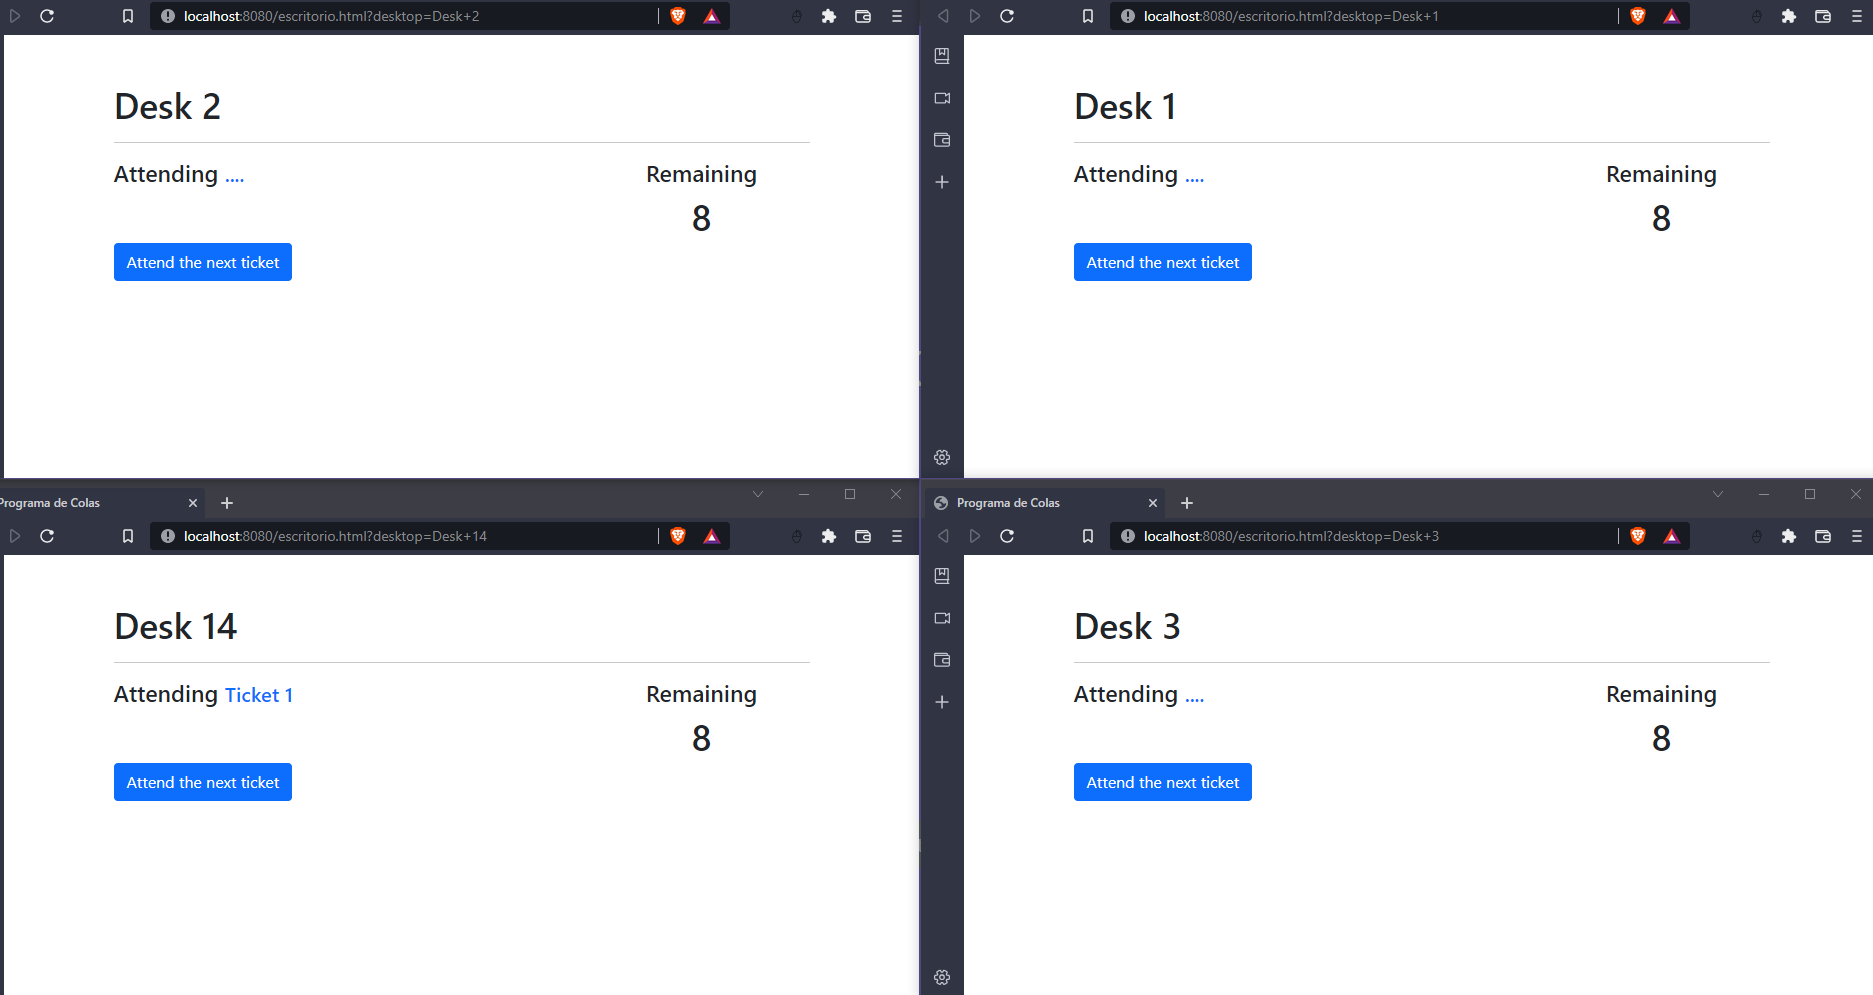 localhost:8080/escritorio.html?desktop=Desk+2
Desk 2
Attending ....
Remaining
8
Attend the next ticket
localhost:8080/escritorio.html?desktop=Desk+1
Desk 1
Attending ....
Remaining
8
Attend the next ticket
Programa de Colas
localhost:8080/escritorio.html?desktop=Desk+14
Desk 14
Attending Ticket 1
Remaining
8
Attend the next ticket
Programa de Colas
localhost:8080/escritorio.html?desktop=Desk+3
Desk 3
Attending ....
Remaining
8
Attend the next ticket